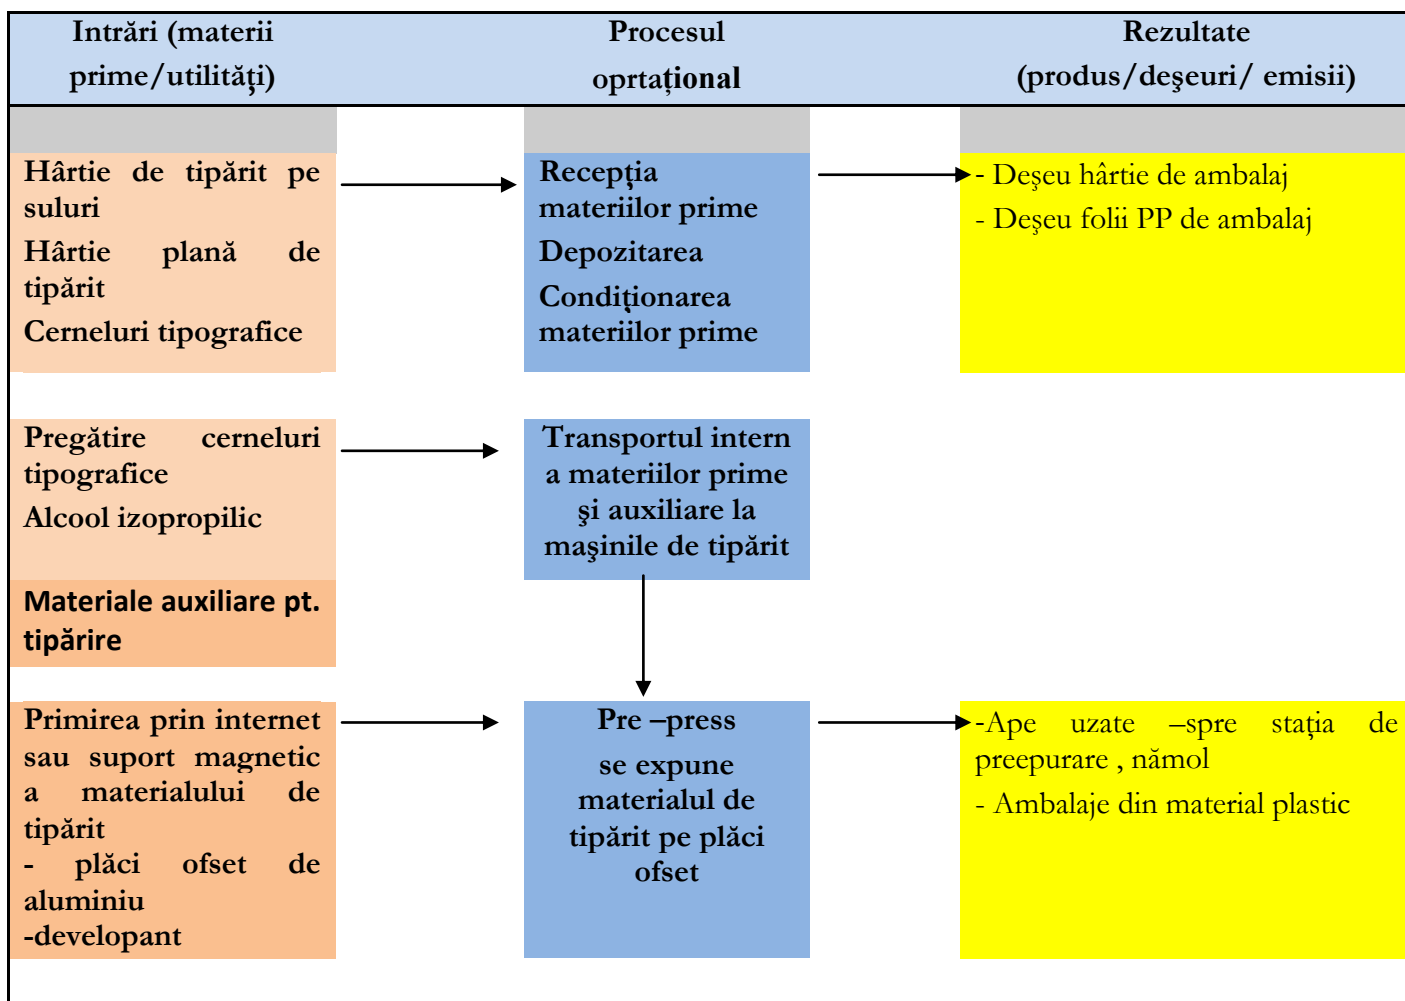 Intrări (materii
prime/utilităţi)
Procesul
oprtaţional
Rezultate
(produs/deşeuri/ emisii)
Hârtie de tipărit pe
suluri
Hârtie plană de
tipărit
Cerneluri tipografice
Recepţia
materiilor prime
Depozitarea
Condiţionarea
materiilor prime
- Deşeu hârtie de ambalaj
- Deşeu folii PP de ambalaj
Pregătire cerneluri
tipografice
Alcool izopropilic
Transportul intern
a materiilor prime
şi auxiliare la
maşinile de tipărit
Materiale auxiliare pt.
tipărire
Primirea prin internet
sau suport magnetic
a materialului de
tipărit
- plăci ofset de
aluminiu
-developant
Pre –press
se expune
materialul de
tipărit pe plăci
ofset
-Ape uzate –spre staţia de
preepurare , nămol
- Ambalaje din material plastic